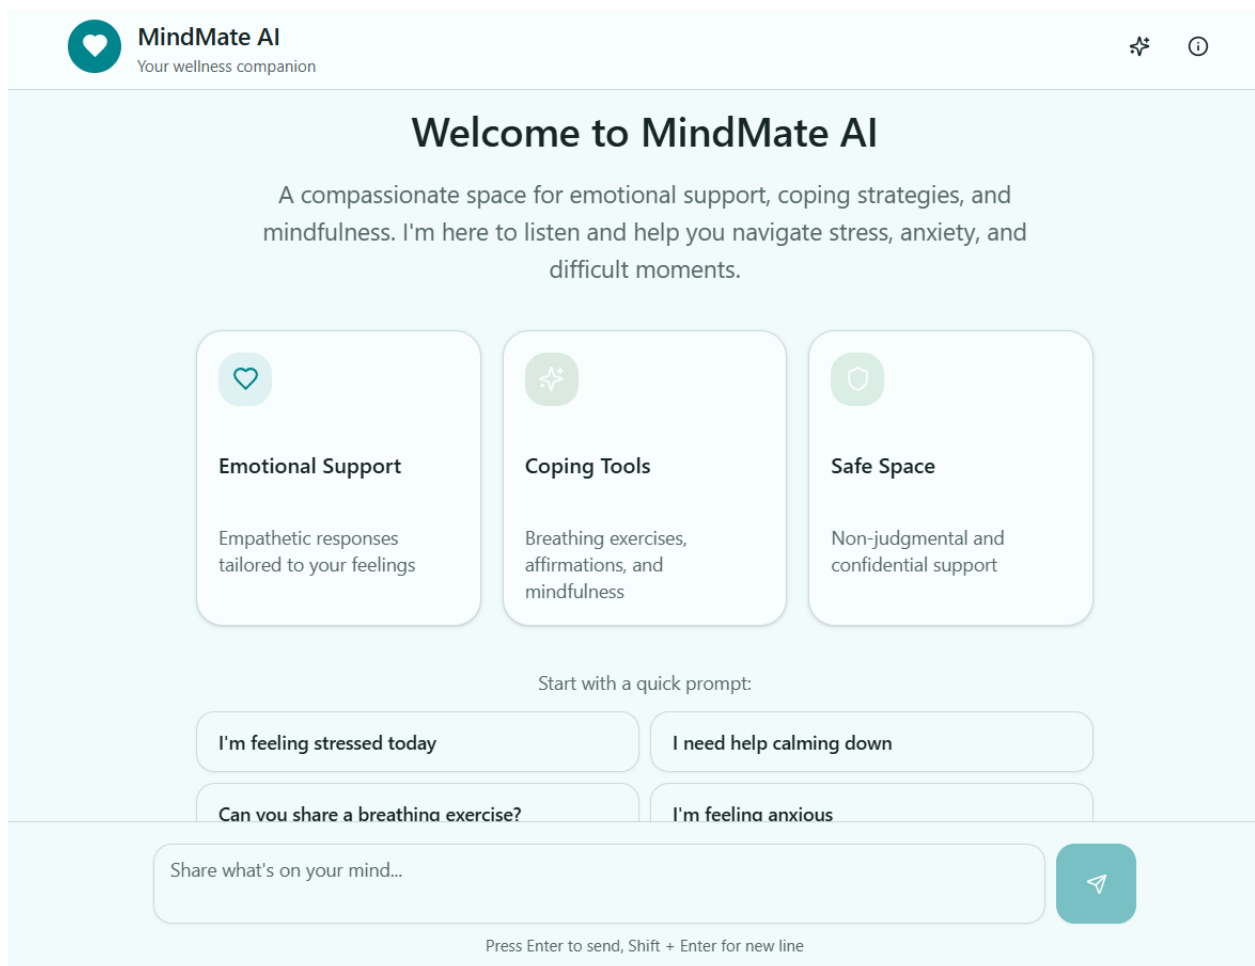 MindMate AI
Your wellness companion
Welcome to MindMate AI
A compassionate space for emotional support, coping strategies, and
mindfulness. I'm here to listen and help you navigate stress, anxiety, and
difficult moments.
Emotional Support
Empathetic responses
tailored to your feelings
Coping Tools
Breathing exercises,
affirmations, and
mindfulness
Safe Space
Non-judgmental and
confidential support
Start with a quick prompt:
I'm feeling stressed today
I need help calming down
Can you share a breathing exercise?
I'm feeling anxious
Share what's on your mind...
Press Enter to send, Shift + Enter for new line